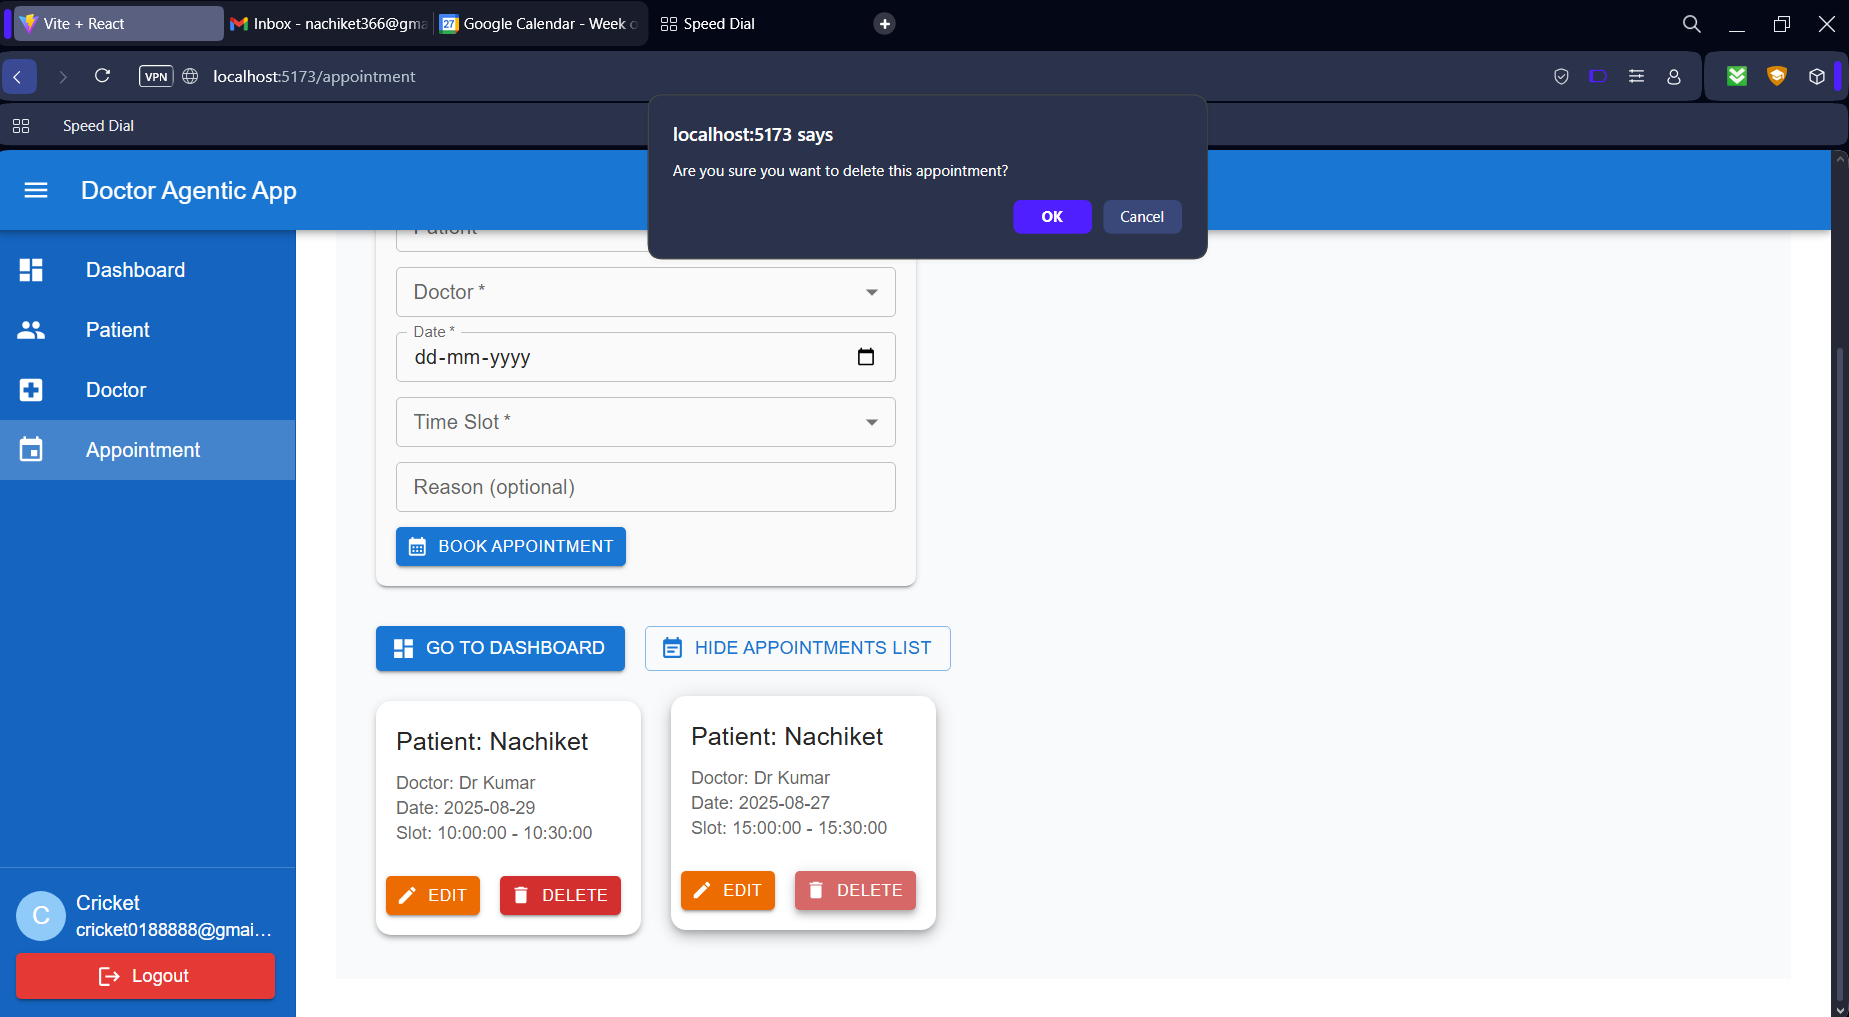 Vite + React
Inbox - nachiket366@gma
27
Google Calendar - Week o
Speed Dial
VPN
localhost:5173/appointment
Speed Dial
localhost:5173 says
Are you sure you want to delete this appointment?
OK
Cancel
Doctor Agentic App
Dashboard
Patient
Doctor
Appointment
Patient
Doctor *
Date *
dd-mm-yyyy
Time Slot *
Reason (optional)
BOOK APPOINTMENT
GO TO DASHBOARD
HIDE APPOINTMENTS LIST
Patient: Nachiket
Doctor: Dr Kumar
Date: 2025-08-29
Slot: 10:00:00 - 10:30:00
EDIT
DELETE
Patient: Nachiket
Doctor: Dr Kumar
Date: 2025-08-27
Slot: 15:00:00 - 15:30:00
EDIT
DELETE
C
Cricket
cricket0188888@gmai...
Logout